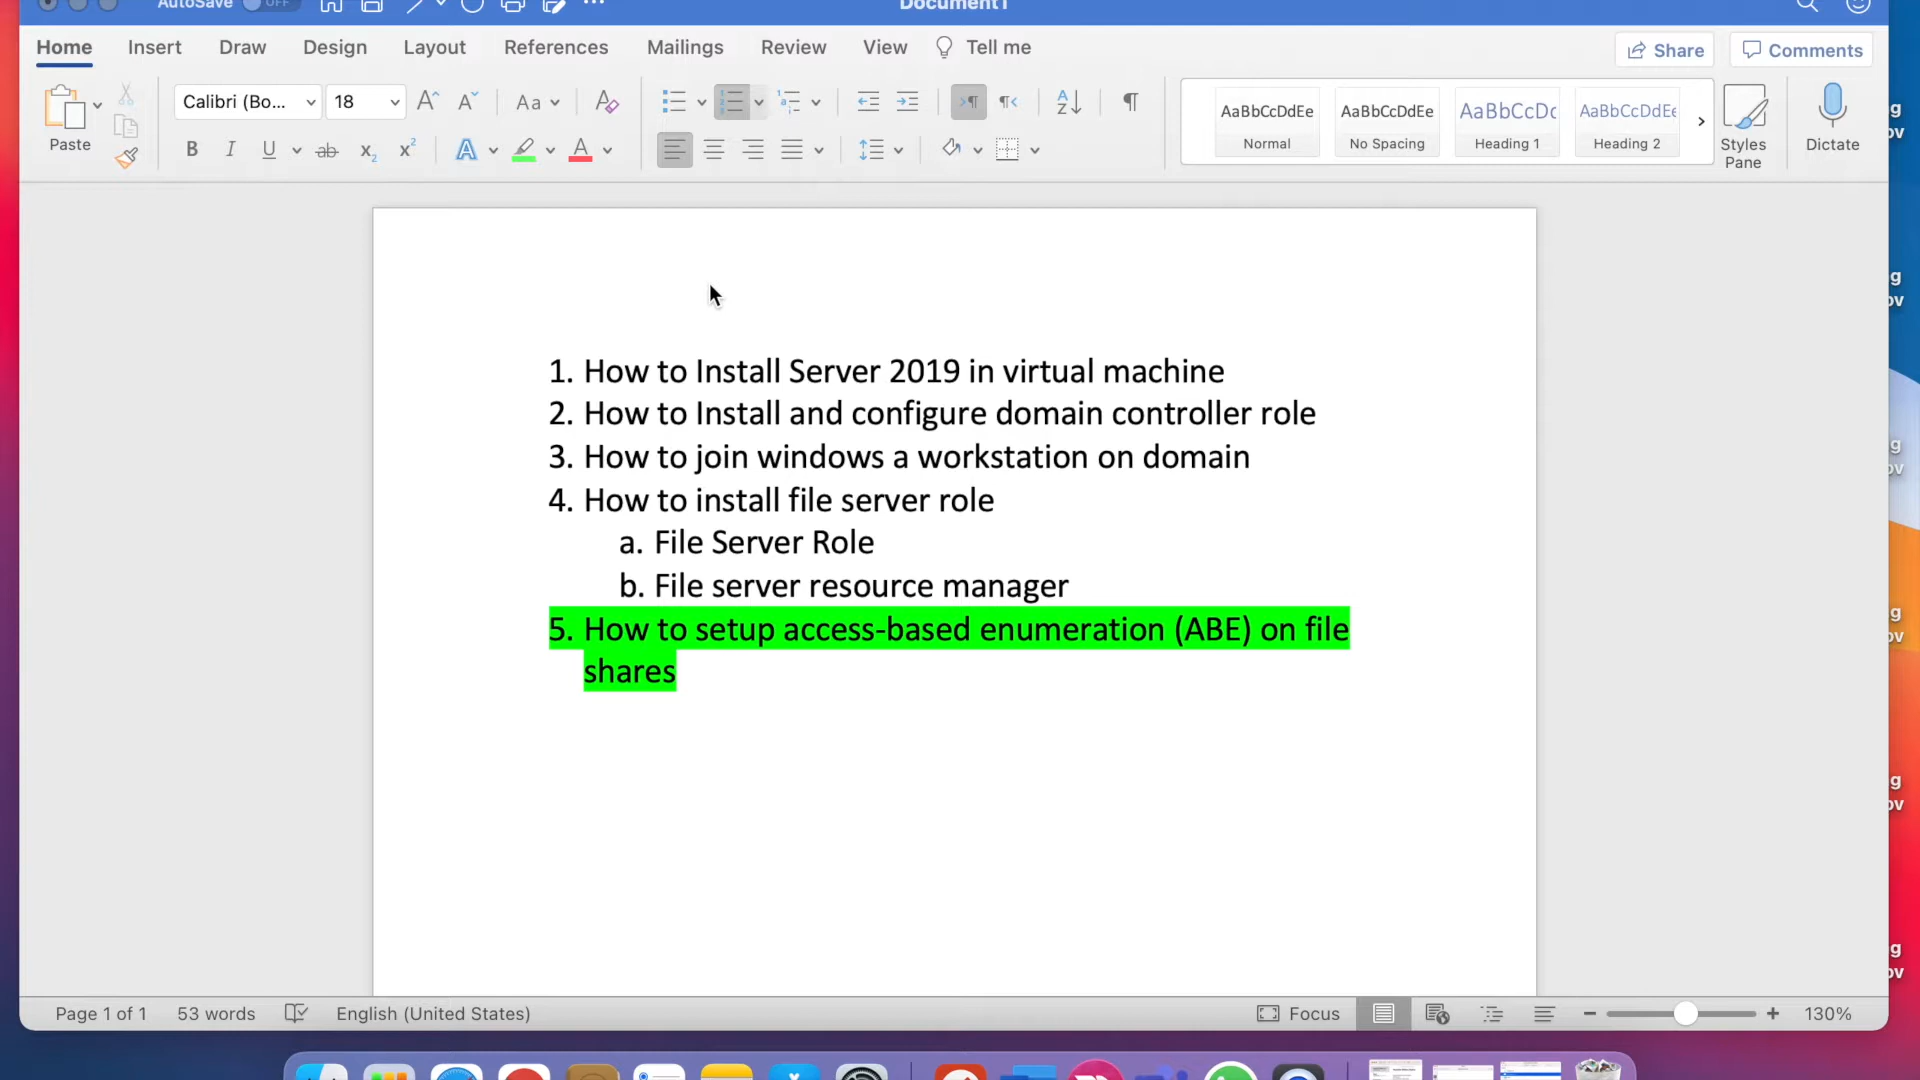 AutoSave OFF
Document1
Home Insert Draw Design Layout References Mailings Review View Tell me Share Comments
Paste
Calibri (Bo... 18
AaBbCcDdEe Normal
AaBbCcDdEe No Spacing
AaBbCcDc Heading 1
AaBbCcDdEe Heading 2
Styles Pane
Dictate
1. How to Install Server 2019 in virtual machine
2. How to Install and configure domain controller role
3. How to join windows a workstation on domain
4. How to install file server role
a. File Server Role
b. File server resource manager
5. How to setup access-based enumeration (ABE) on file
shares
Page 1 of 1 53 words English (United States) Focus 130%